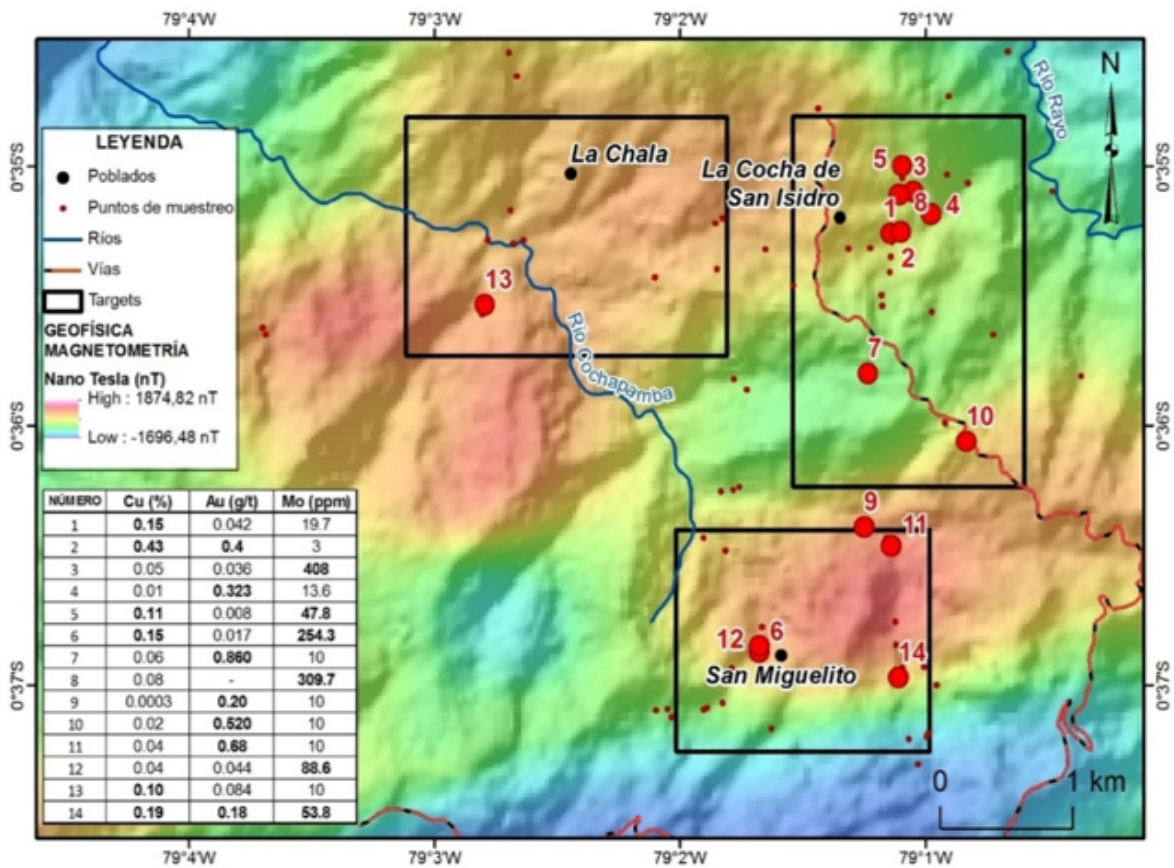 79°4'W 79°3'W 79°2'W 79°1'W
0°35'S
0°36'S
0°37'S
LEYENDA
Poblados
Puntos de muestreo
Ríos
Vías
Targets
GEOFÍSICA
MAGNETOMETRÍA
Nano Tesla (nT)
High : 1874,82 nT
Low : -1696,48 nT
NÚMERO Cu (%) Au (g/t) Mo (ppm)
1 0.15 0.042 19.7
2 0.43 0.4 3
3 0.05 0.036 408
4 0.01 0.323 13.6
5 0.11 0.008 47.8
6 0.15 0.017 254.3
7 0.06 0.860 10
8 0.08 - 309.7
9 0.0003 0.20 10
10 0.02 0.520 10
11 0.04 0.68 10
12 0.04 0.044 88.6
13 0.10 0.084 10
14 0.19 0.18 53.8
La Chala
La Cocha de
San Isidro
Río Rayo
N
5 3
1 8 4
2
13
Río Cochapamba
7
10
9
11
12 6
San Miguelito
14
0 1 km
0°35'S
0°36'S
0°37'S
79°4'W 79°3'W 79°2'W 79°1'W